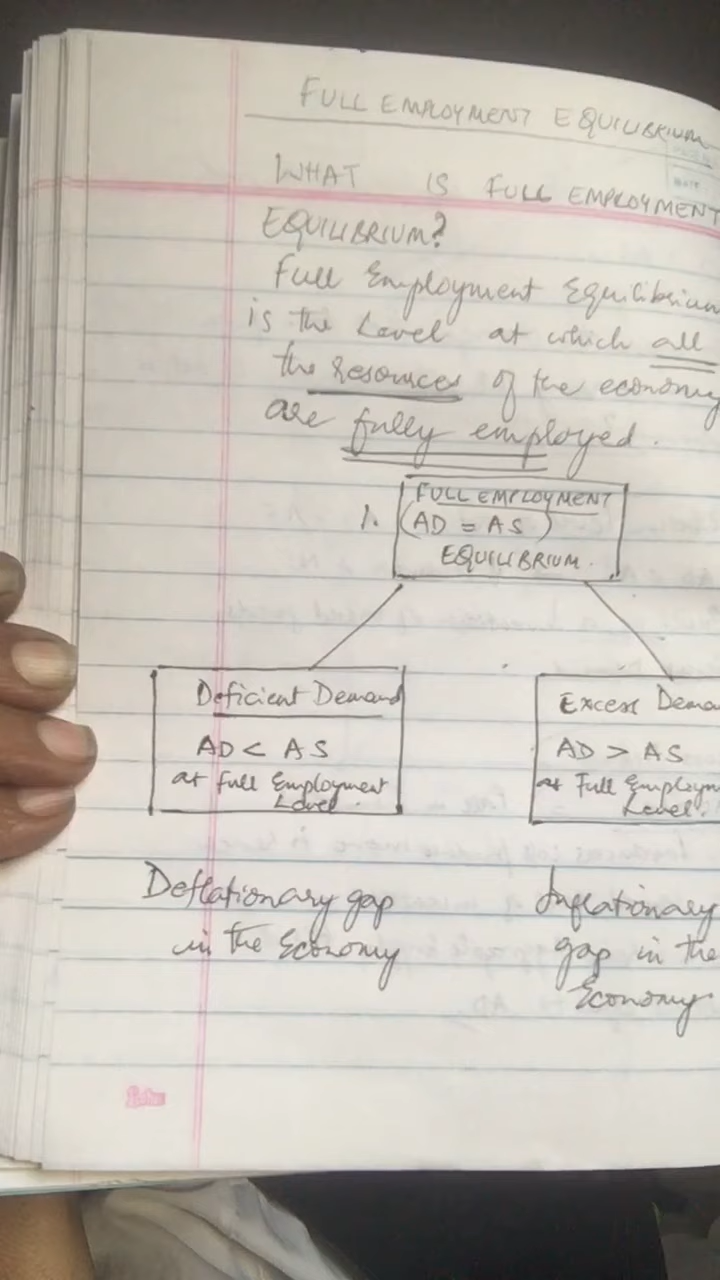 FULL EMPLOYMENT EQUILIBRIUM
WHAT IS FULL EMPLOYMENT
EQUILIBRIUM?
Full Employment Equilibrium
is the Level at which all
the resources of the economy
are fully employed.
1. FULL EMPLOYMENT
(AD = AS)
EQUILIBRIUM.
Deficient Demand
AD < AS
at full Employment
Level.
Excess Dema
AD > AS
at Full Employm
Level.
Deflationary gap
in the Economy
Inflationary
gap in the
Economy